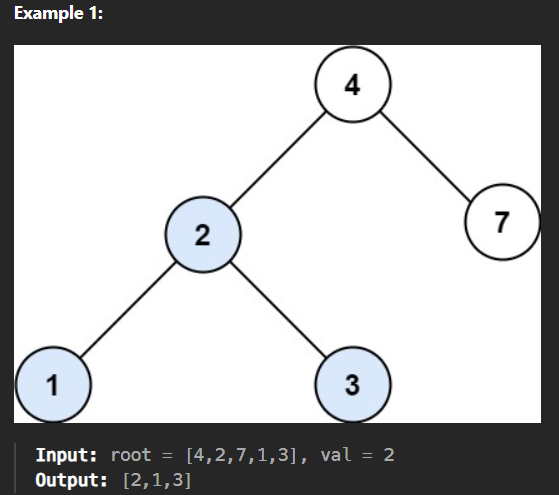 Example 1:
4
2
7
1
3
Input: root = [4,2,7,1,3], val = 2
Output: [2,1,3]